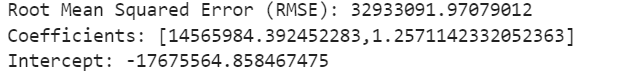 Root Mean Squared Error (RMSE): 32933091.97079012
Coefficients: [14565984.392452283,1.2571142332052363]
Intercept: -17675564.858467475